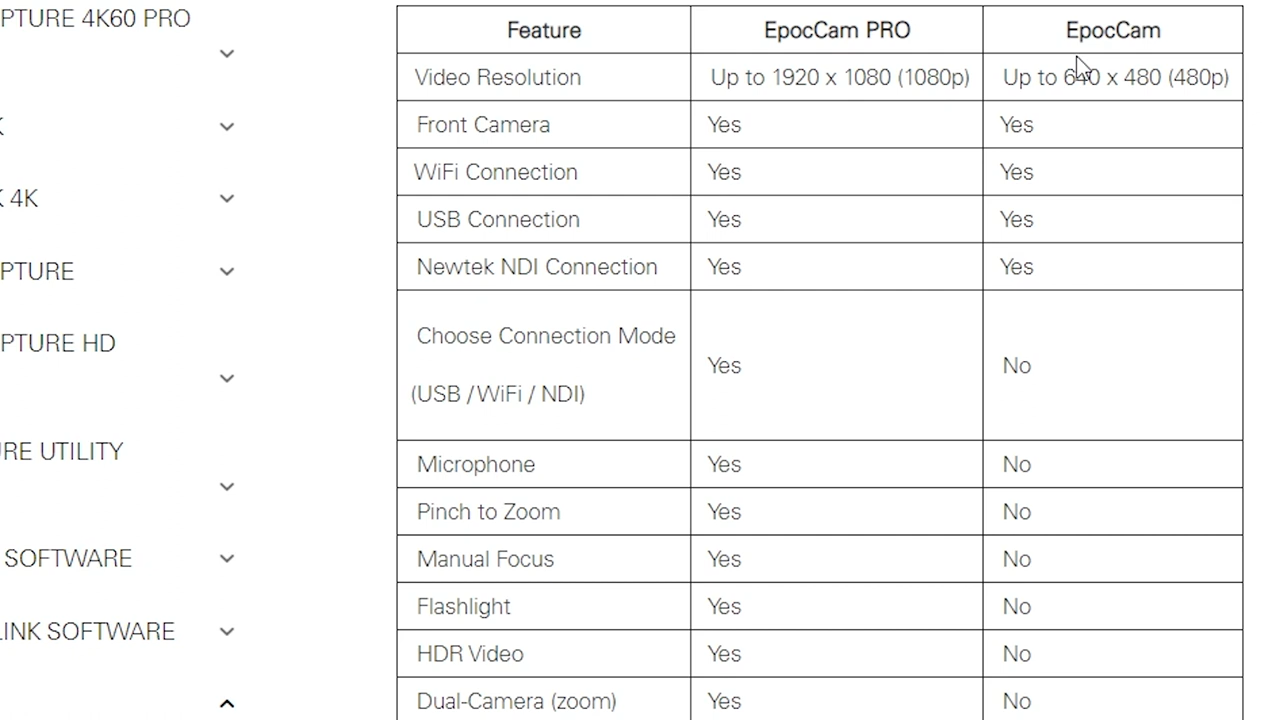 PTURE 4K60 PRO
K
K 4K
PTURE
PTURE HD
RE UTILITY
SOFTWARE
LINK SOFTWARE
Feature EpocCam PRO EpocCam
Video Resolution Up to 1920 x 1080 (1080p) Up to 640 x 480 (480p)
Front Camera Yes Yes
WiFi Connection Yes Yes
USB Connection Yes Yes
Newtek NDI Connection Yes Yes
Choose Connection Mode
(USB / WiFi / NDI) Yes No
Microphone Yes No
Pinch to Zoom Yes No
Manual Focus Yes No
Flashlight Yes No
HDR Video Yes No
Dual-Camera (zoom) Yes No